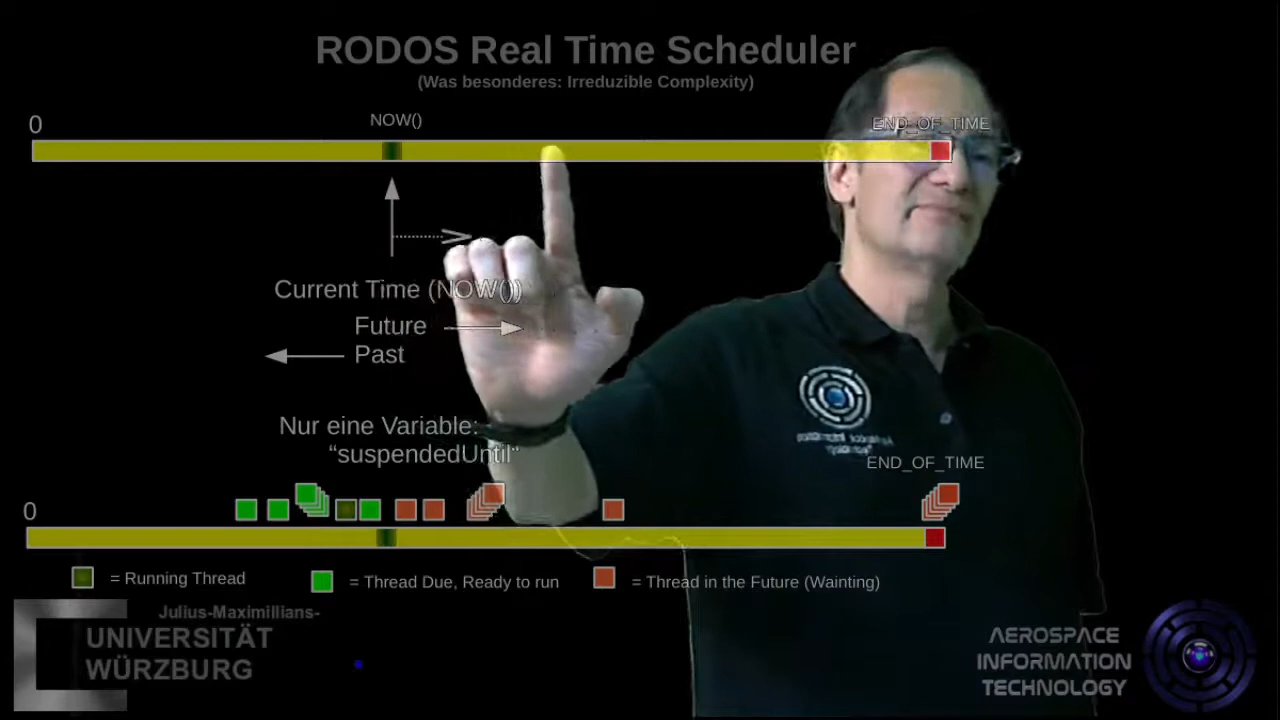 RODOS Real Time Scheduler
(Was besonderes: Irreduzible Complexity)
0
NOW()
END_OF_TIME
Current Time (NOW())
Future
Past
Nur eine Variable:
“suspendedUntil“
END_OF_TIME
0
= Running Thread
= Thread Due, Ready to run
= Thread in the Future (Wainting)
Julius-Maximillians-
UNIVERSITÄT
WÜRZBURG
AEROSPACE
INFORMATION
TECHNOLOGY